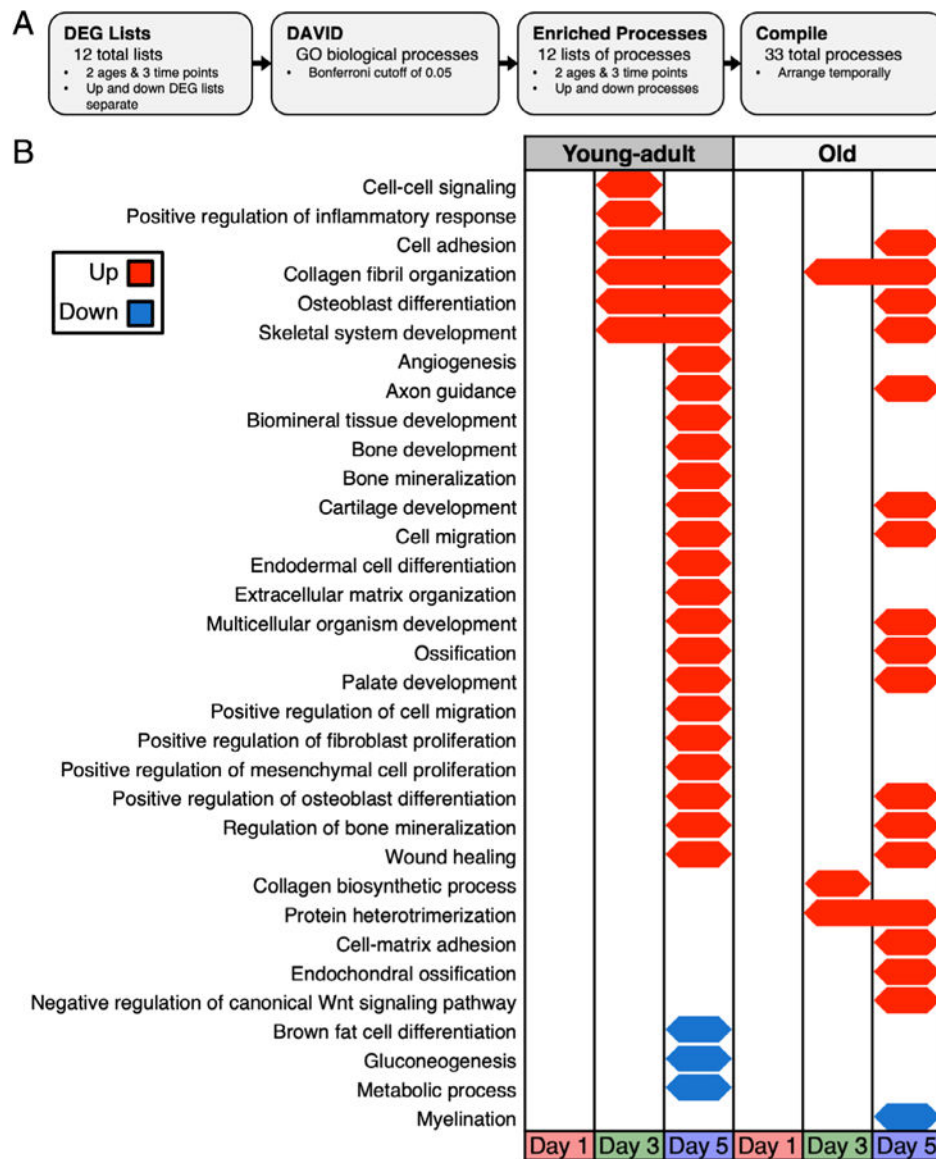 A
DEG Lists
12 total lists
• 2 ages & 3 time points
• Up and down DEG lists
separate
DAVID
GO biological processes
• Bonferroni cutoff of 0.05
Enriched Processes
12 lists of processes
• 2 ages & 3 time points
• Up and down processes
Compile
33 total processes
• Arrange temporally
B
Young-adult
Old
Up
Down
Cell-cell signaling
Positive regulation of inflammatory response
Cell adhesion
Collagen fibril organization
Osteoblast differentiation
Skeletal system development
Angiogenesis
Axon guidance
Biomineral tissue development
Bone development
Bone mineralization
Cartilage development
Cell migration
Endodermal cell differentiation
Extracellular matrix organization
Multicellular organism development
Ossification
Palate development
Positive regulation of cell migration
Positive regulation of fibroblast proliferation
Positive regulation of mesenchymal cell proliferation
Positive regulation of osteoblast differentiation
Regulation of bone mineralization
Wound healing
Collagen biosynthetic process
Protein heterotrimerization
Cell-matrix adhesion
Endochondral ossification
Negative regulation of canonical Wnt signaling pathway
Brown fat cell differentiation
Gluconeogenesis
Metabolic process
Myelination
Day 1 Day 3 Day 5 Day 1 Day 3 Day 5